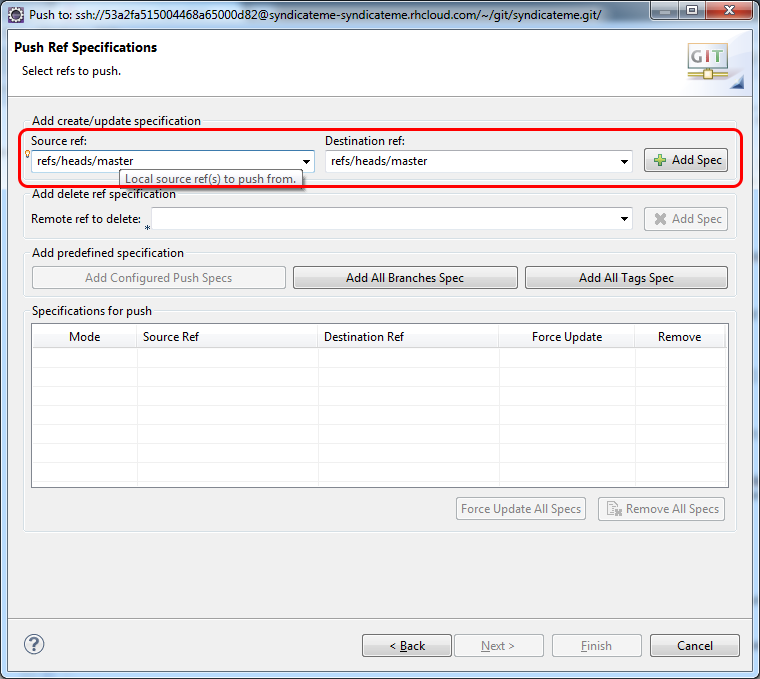 Push to: ssh://53a2fa515004468a65000d82@syndicateme-syndicateme.rhcloud.com/~/git/syndicateme.git/
Push Ref Specifications
Select refs to push.
GIT
Add create/update specification
Source ref: Destination ref:
refs/heads/master refs/heads/master Add Spec
Local source ref(s) to push from.
Add delete ref specification
Remote ref to delete: * Add Spec
Add predefined specification
Add Configured Push Specs Add All Branches Spec Add All Tags Spec
Specifications for push
Mode Source Ref Destination Ref Force Update Remove
Force Update All Specs Remove All Specs
? < Back Next > Finish Cancel